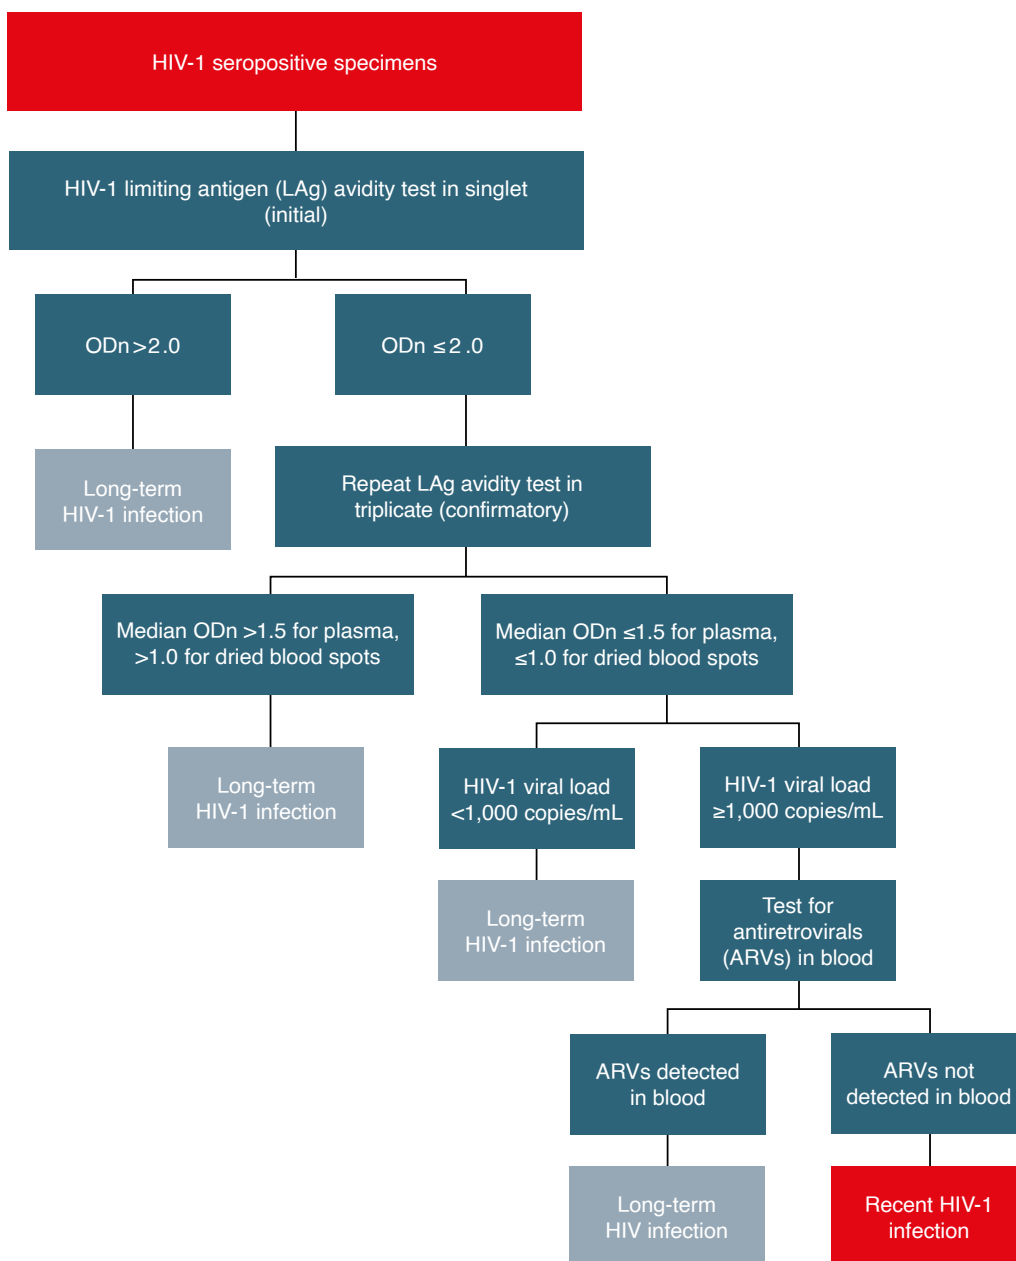 HIV-1 seropositive specimens
HIV-1 limiting antigen (LAg) avidity test in singlet
(initial)
ODn >2.0
ODn ≤2.0
Long-term
HIV-1 infection
Repeat LAg avidity test in
triplicate (confirmatory)
Median ODn >1.5 for plasma,
>1.0 for dried blood spots
Median ODn ≤1.5 for plasma,
≤1.0 for dried blood spots
Long-term
HIV-1 infection
HIV-1 viral load
<1,000 copies/mL
HIV-1 viral load
≥1,000 copies/mL
Long-term
HIV-1 infection
Test for
antiretrovirals
(ARVs) in blood
ARVs detected
in blood
ARVs not
detected in blood
Long-term
HIV infection
Recent HIV-1
infection